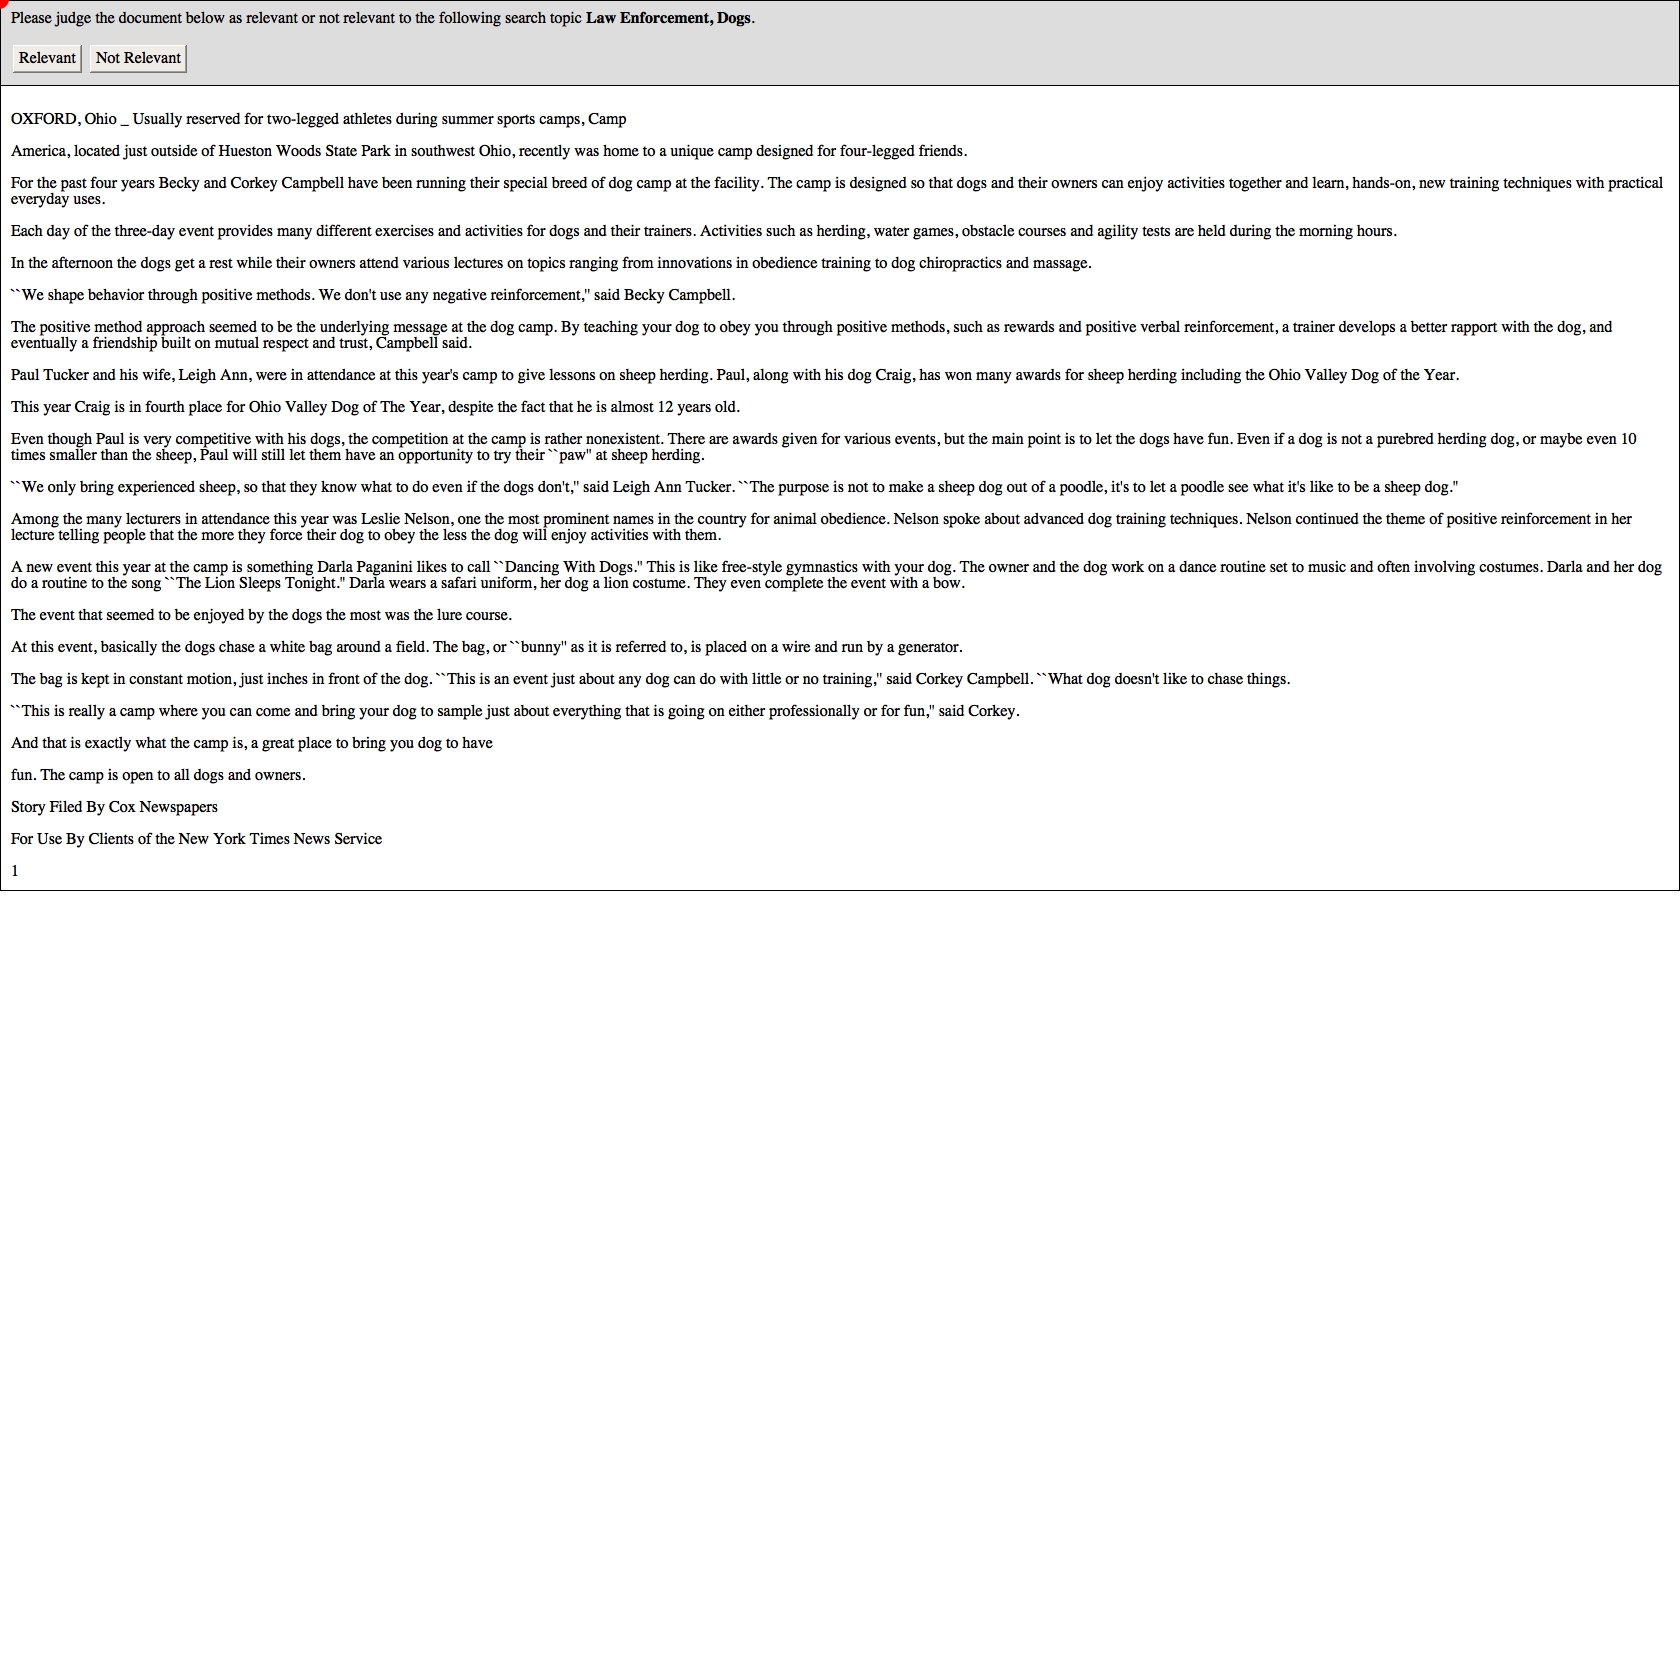 Please judge the document below as relevant or not relevant to the following search topic Law Enforcement, Dogs.
Relevant Not Relevant
OXFORD, Ohio _ Usually reserved for two-legged athletes during summer sports camps, Camp
America, located just outside of Hueston Woods State Park in southwest Ohio, recently was home to a unique camp designed for four-legged friends.
For the past four years Becky and Corkey Campbell have been running their special breed of dog camp at the facility. The camp is designed so that dogs and their owners can enjoy activities together and learn, hands-on, new training techniques with practical
everyday uses.
Each day of the three-day event provides many different exercises and activities for dogs and their trainers. Activities such as herding, water games, obstacle courses and agility tests are held during the morning hours.
In the afternoon the dogs get a rest while their owners attend various lectures on topics ranging from innovations in obedience training to dog chiropractics and massage.
``We shape behavior through positive methods. We don't use any negative reinforcement,'' said Becky Campbell.
The positive method approach seemed to be the underlying message at the dog camp. By teaching your dog to obey you through positive methods, such as rewards and positive verbal reinforcement, a trainer develops a better rapport with the dog, and
eventually a friendship built on mutual respect and trust, Campbell said.
Paul Tucker and his wife, Leigh Ann, were in attendance at this year's camp to give lessons on sheep herding. Paul, along with his dog Craig, has won many awards for sheep herding including the Ohio Valley Dog of the Year.
This year Craig is in fourth place for Ohio Valley Dog of The Year, despite the fact that he is almost 12 years old.
Even though Paul is very competitive with his dogs, the competition at the camp is rather nonexistent. There are awards given for various events, but the main point is to let the dogs have fun. Even if a dog is not a purebred herding dog, or maybe even 10
times smaller than the sheep, Paul will still let them have an opportunity to try their ``paw'' at sheep herding.
``We only bring experienced sheep, so that they know what to do even if the dogs don't,'' said Leigh Ann Tucker. ``The purpose is not to make a sheep dog out of a poodle, it's to let a poodle see what it's like to be a sheep dog.''
Among the many lecturers in attendance this year was Leslie Nelson, one the most prominent names in the country for animal obedience. Nelson spoke about advanced dog training techniques. Nelson continued the theme of positive reinforcement in her
lecture telling people that the more they force their dog to obey the less the dog will enjoy activities with them.
A new event this year at the camp is something Darla Paganini likes to call ``Dancing With Dogs.'' This is like free-style gymnastics with your dog. The owner and the dog work on a dance routine set to music and often involving costumes. Darla and her dog
do a routine to the song ``The Lion Sleeps Tonight.'' Darla wears a safari uniform, her dog a lion costume. They even complete the event with a bow.
The event that seemed to be enjoyed by the dogs the most was the lure course.
At this event, basically the dogs chase a white bag around a field. The bag, or ``bunny'' as it is referred to, is placed on a wire and run by a generator.
The bag is kept in constant motion, just inches in front of the dog. ``This is an event just about any dog can do with little or no training,'' said Corkey Campbell. ``What dog doesn't like to chase things.
``This is really a camp where you can come and bring your dog to sample just about everything that is going on either professionally or for fun,'' said Corkey.
And that is exactly what the camp is, a great place to bring you dog to have
fun. The camp is open to all dogs and owners.
Story Filed By Cox Newspapers
For Use By Clients of the New York Times News Service
1